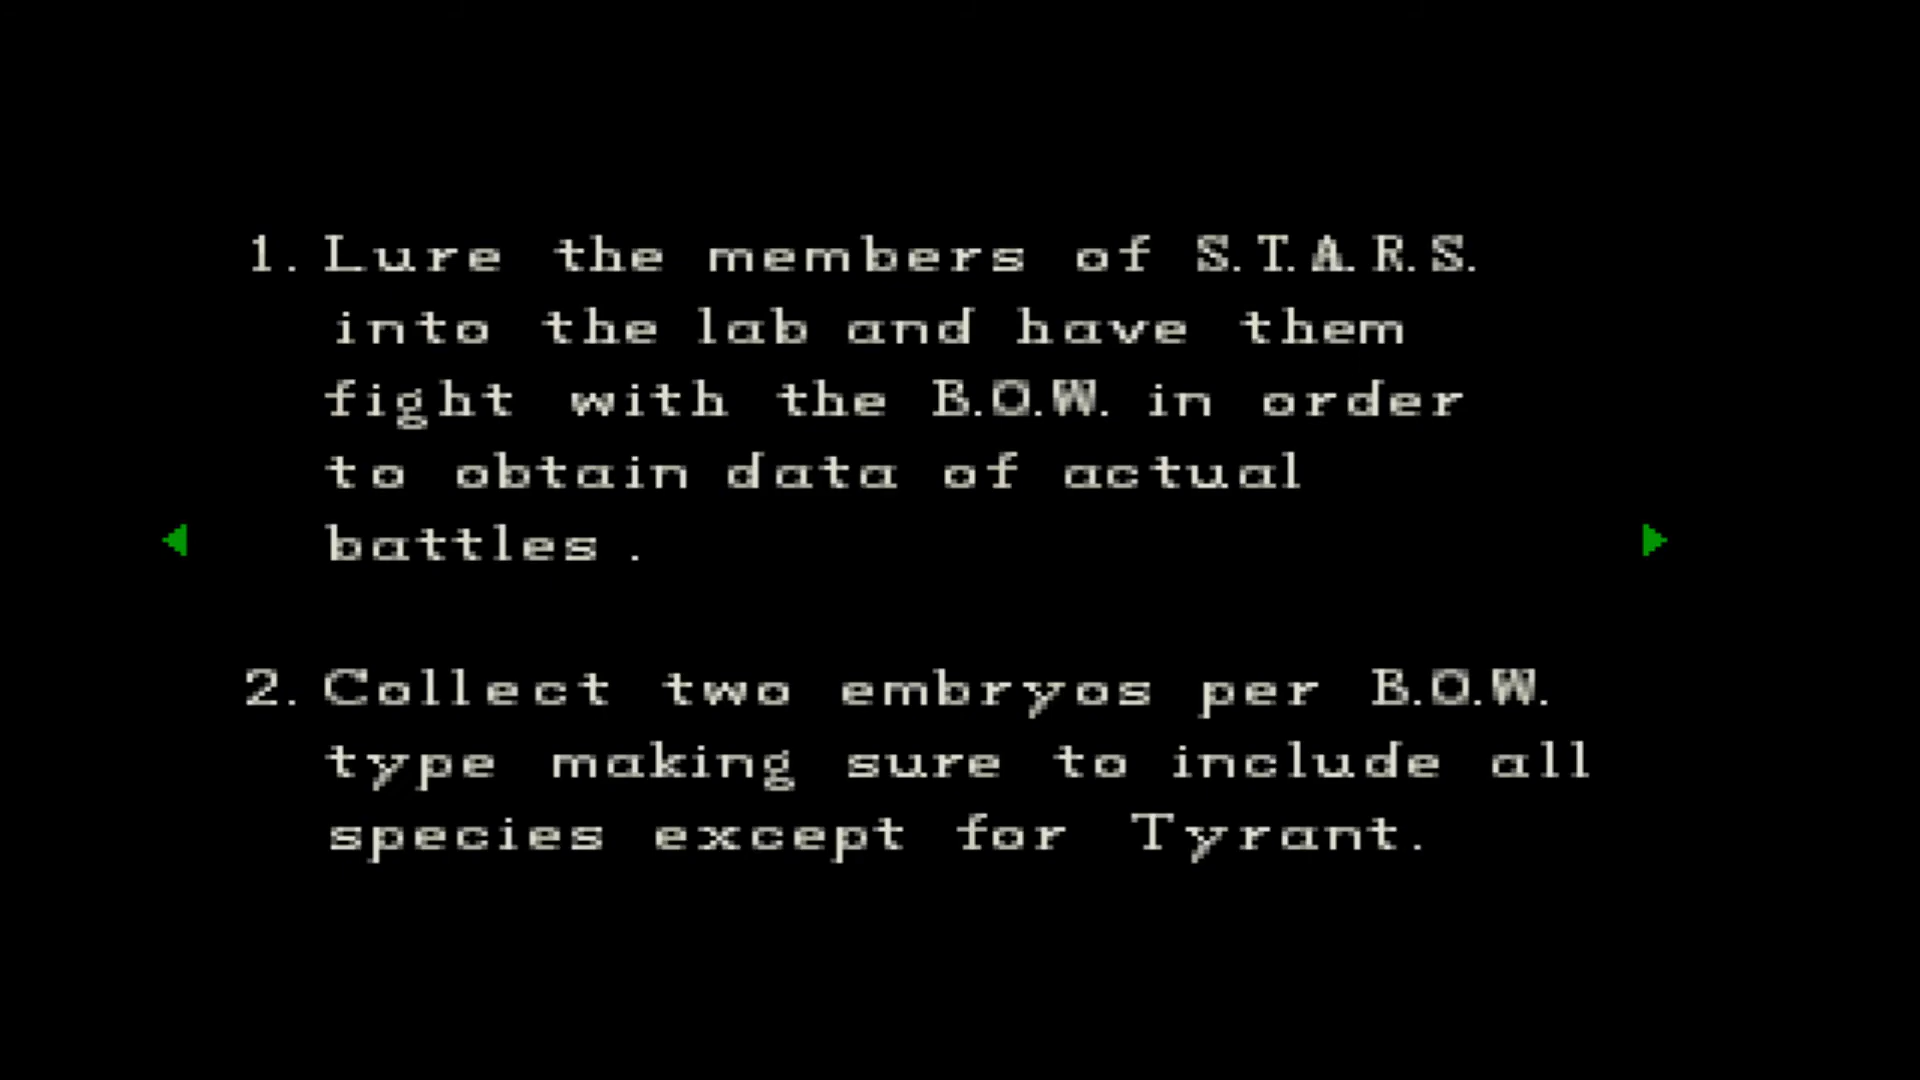 1. Lure the members of S.T.A.R.S.
into the lab and have them
fight with the B.O.W. in order
to obtain data of actual
battles .
2. Collect two embryos per B.O.W.
type making sure to include all
species except for Tyrant.